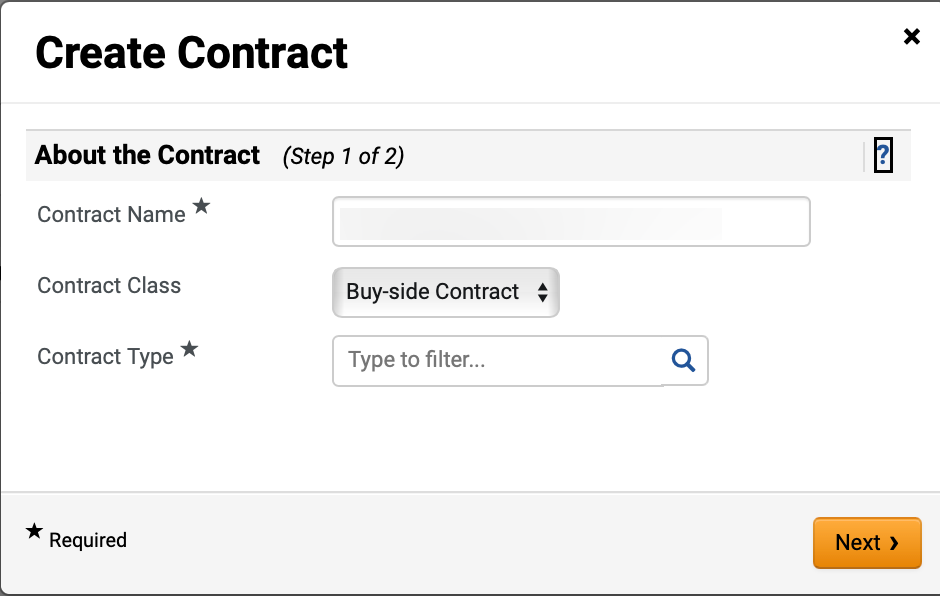 Create Contract
About the Contract (Step 1 of 2)
?
Contract Name ★
Contract Class
Buy-side Contract
Contract Type ★
Type to filter...
★ Required
Next ›